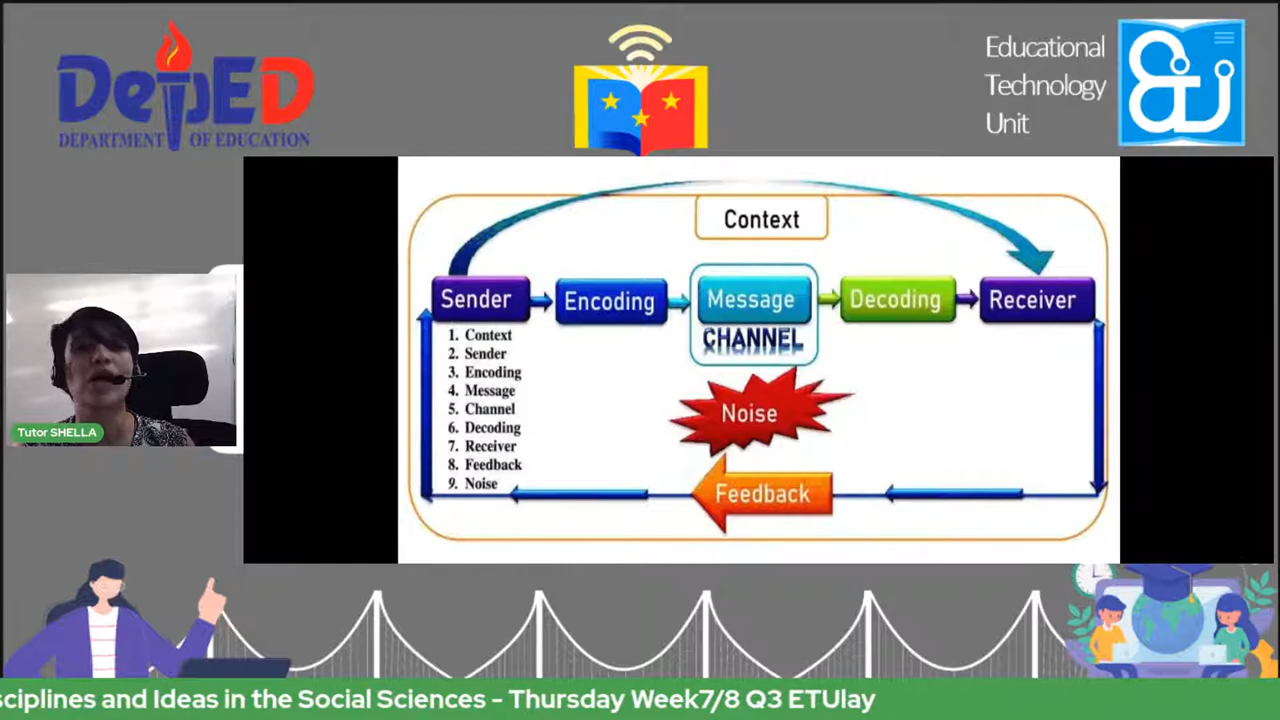 DepED
DEPARTMENT OF EDUCATION
Educational
Technology
Unit
Context
Sender
Encoding
Message
Decoding
Receiver
CHANNEL
1. Context
2. Sender
3. Encoding
4. Message
5. Channel
6. Decoding
7. Receiver
8. Feedback
9. Noise
Noise
Feedback
Tutor SHELLA
sciplines and Ideas in the Social Sciences - Thursday Week7/8 Q3 ETUlay